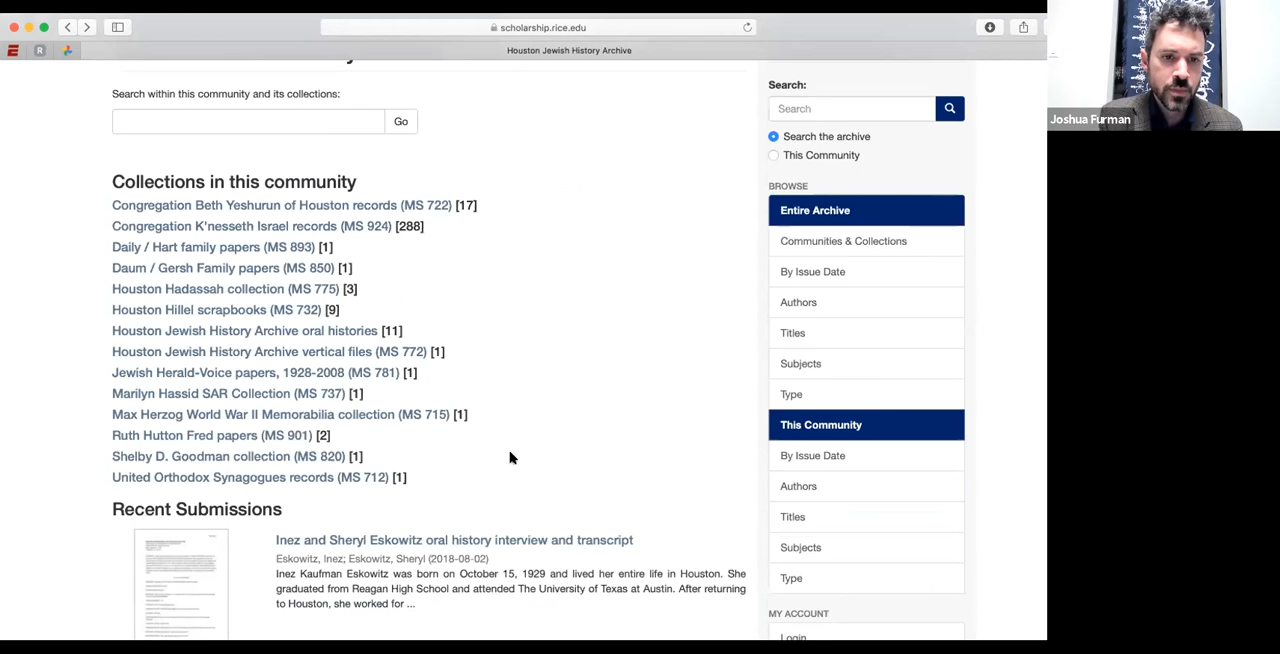 scholarship.rice.edu
Houston Jewish History Archive
Search within this community and its collections:
Go
Collections in this community
Congregation Beth Yeshurun of Houston records (MS 722) [17]
Congregation K'nesseth Israel records (MS 924) [288]
Daily / Hart family papers (MS 893) [1]
Daum / Gersh Family papers (MS 850) [1]
Houston Hadassah collection (MS 775) [3]
Houston Hillel scrapbooks (MS 732) [9]
Houston Jewish History Archive oral histories [11]
Houston Jewish History Archive vertical files (MS 772) [1]
Jewish Herald-Voice papers, 1928-2008 (MS 781) [1]
Marilyn Hassid SAR Collection (MS 737) [1]
Max Herzog World War II Memorabilia collection (MS 715) [1]
Ruth Hutton Fred papers (MS 901) [2]
Shelby D. Goodman collection (MS 820) [1]
United Orthodox Synagogues records (MS 712) [1]
Recent Submissions
Inez and Sheryl Eskowitz oral history interview and transcript
Eskowitz, Inez; Eskowitz, Sheryl (2018-08-02)
Inez Kaufman Eskowitz was born on October 15, 1929 and lived her entire life in Houston. She
graduated from Reagan High School and attended The University of Texas at Austin. After returning
to Houston, she worked for ...
Search:
Search
Search the archive
This Community
BROWSE
Entire Archive
Communities & Collections
By Issue Date
Authors
Titles
Subjects
Type
This Community
By Issue Date
Authors
Titles
Subjects
Type
MY ACCOUNT
Login
Joshua Furman